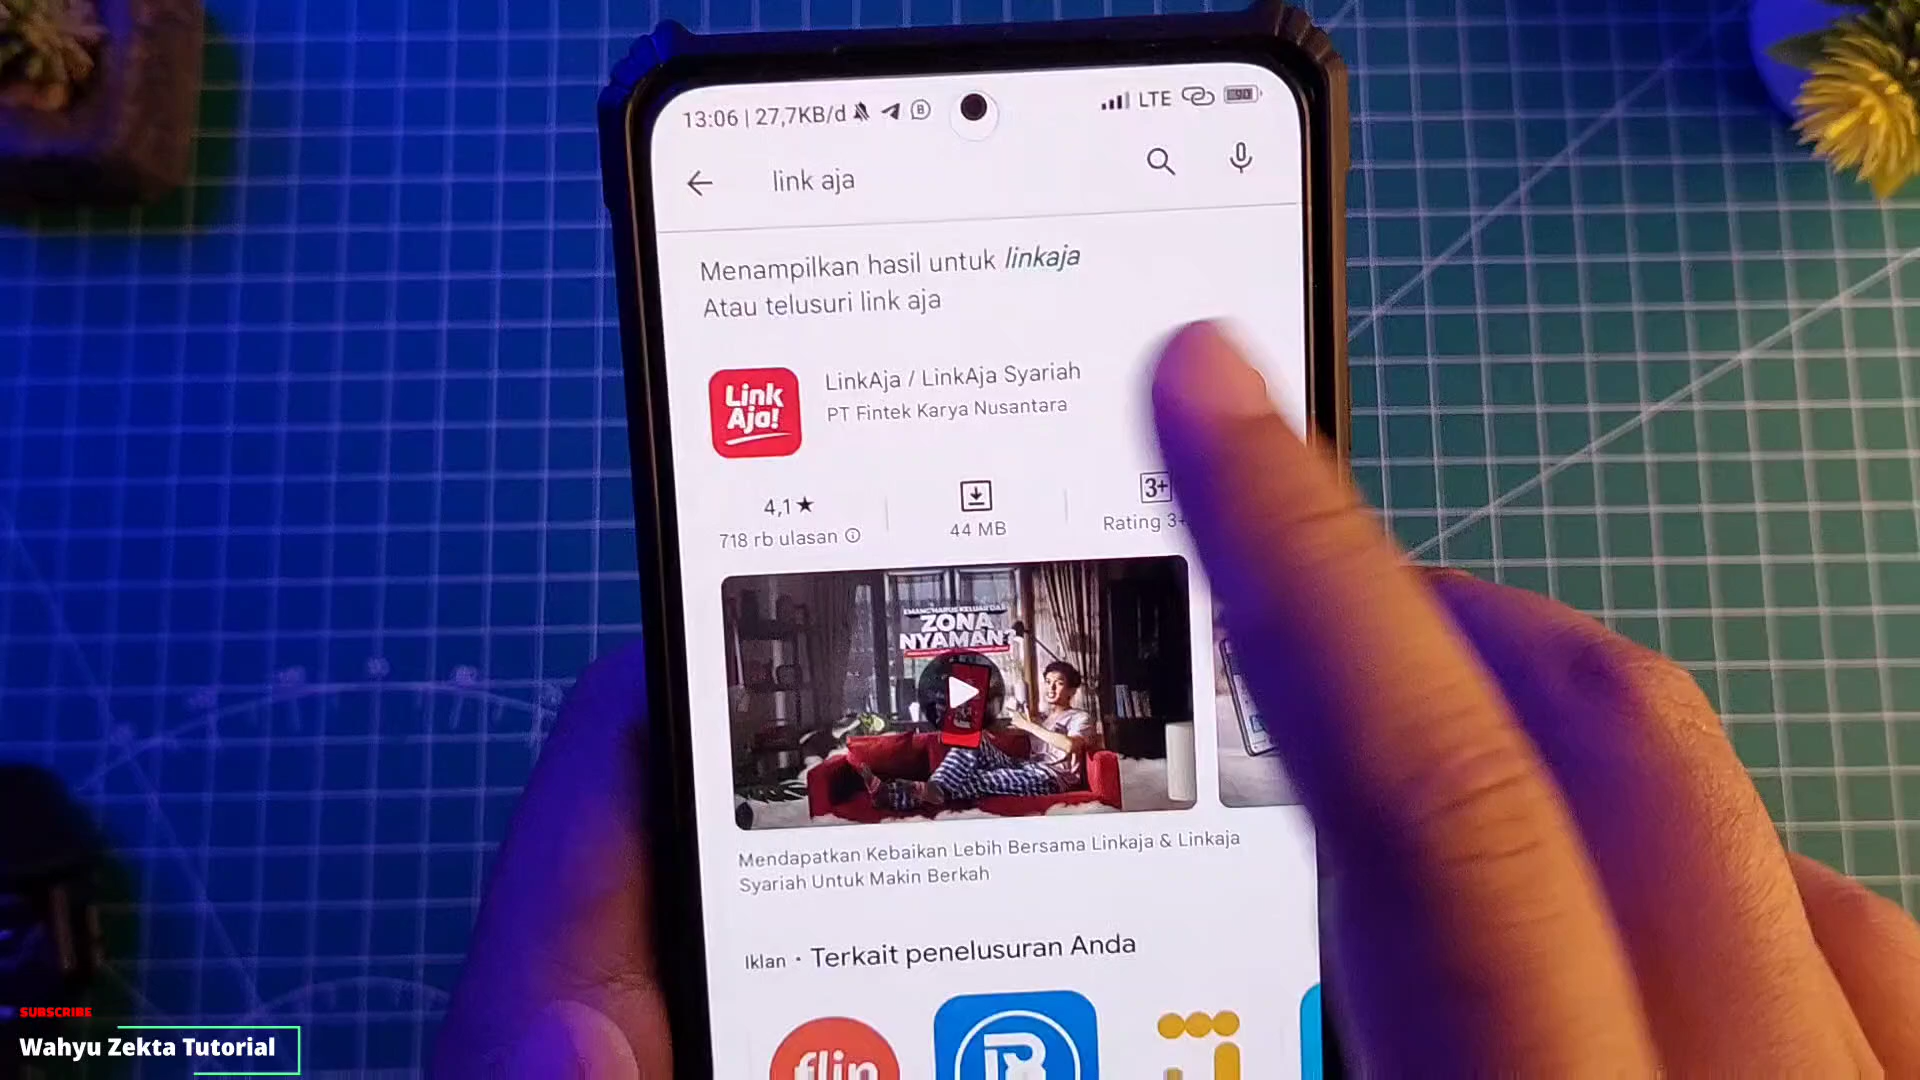 13:06 | 27,7KB/d
LTE
90
link aja
Menampilkan hasil untuk linkaja
Atau telusuri link aja
Link
Aja!
LinkAja / LinkAja Syariah
PT Fintek Karya Nusantara
4,1★
718 rb ulasan
44 MB
3+
Rating 3+
ZONA
NYAMAN?
Mendapatkan Kebaikan Lebih Bersama Linkaja & Linkaja
Syariah Untuk Makin Berkah
Iklan • Terkait penelusuran Anda
flip
SUBSCRIBE
Wahyu Zekta Tutorial